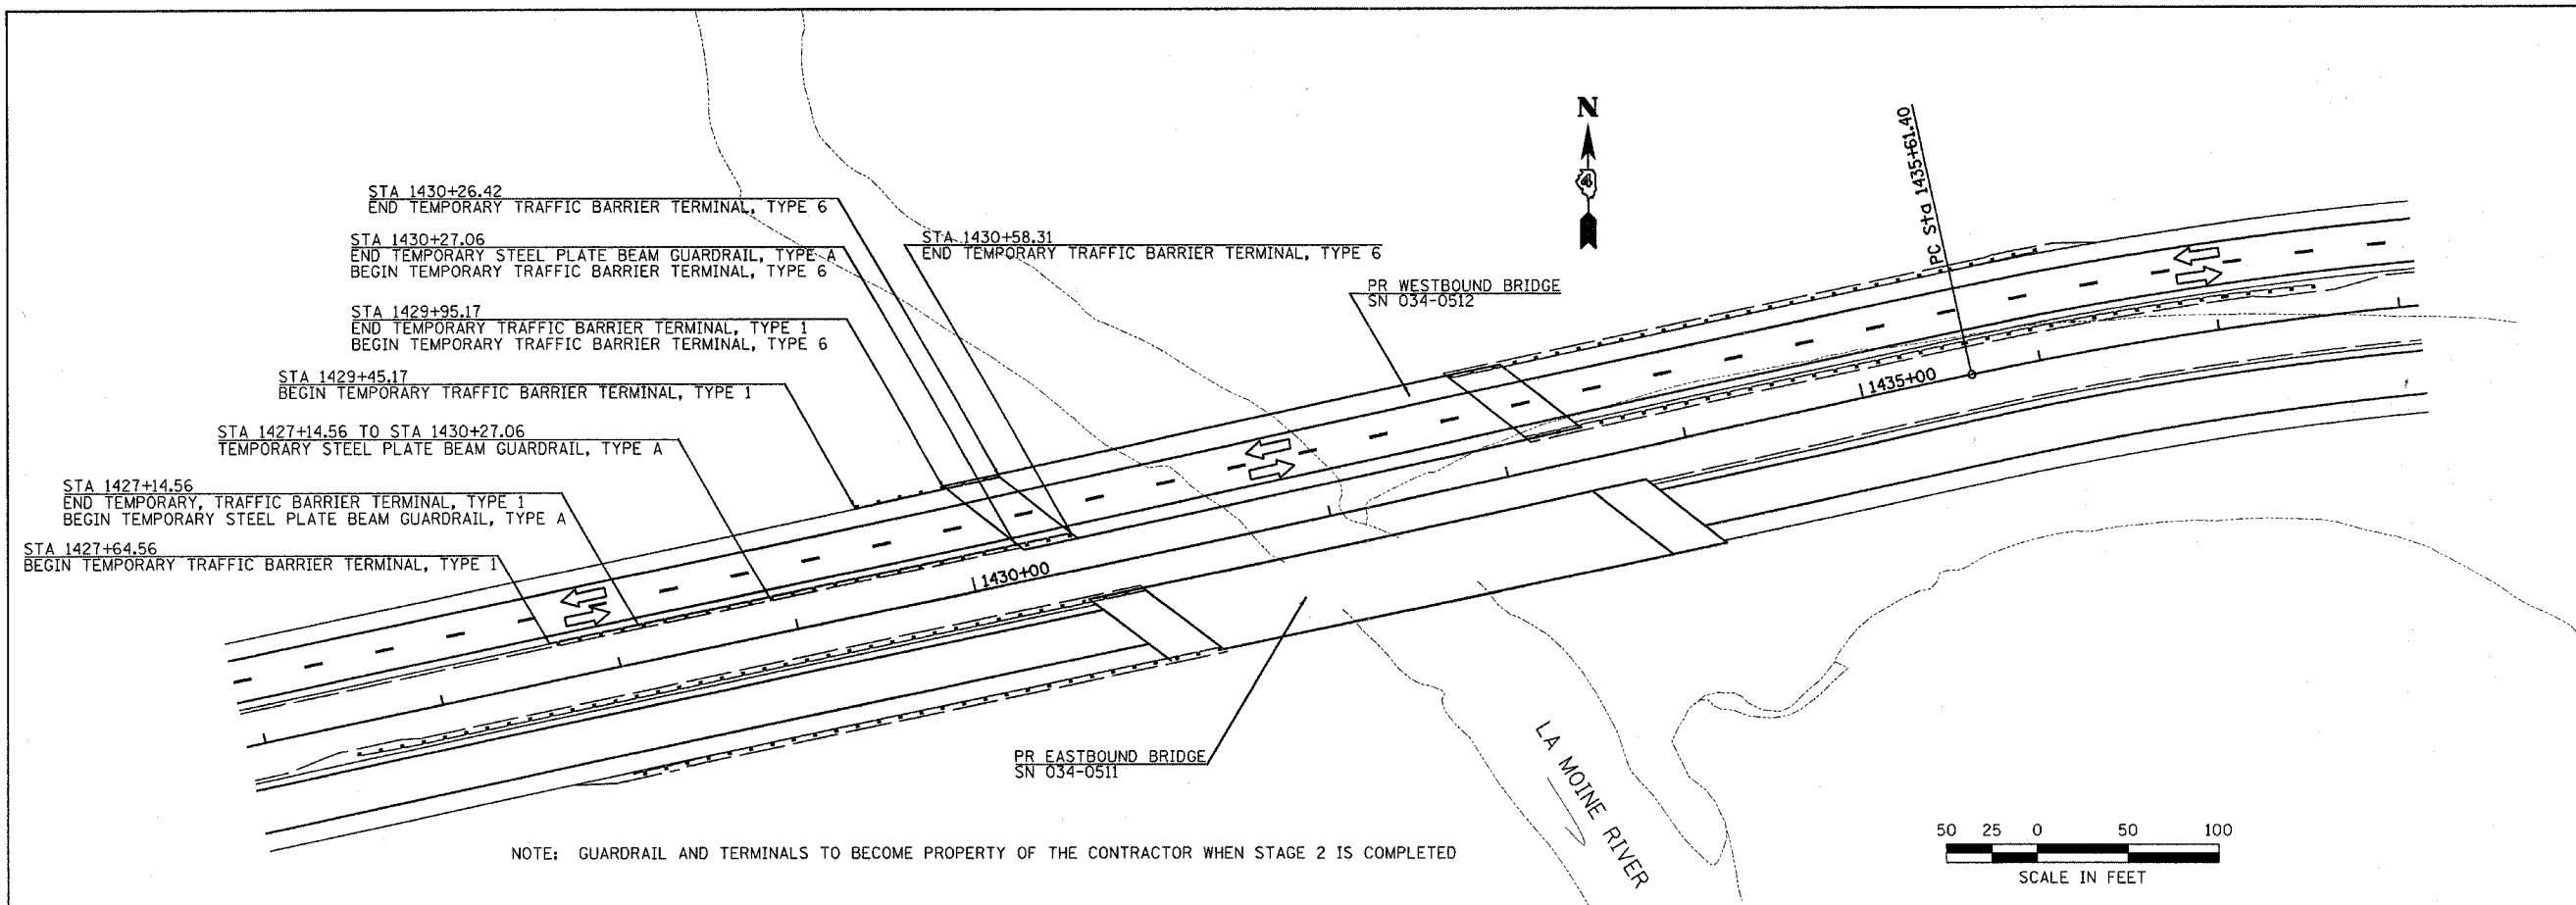 N
4
PC Sta 1435+61.40
STA 1430+26.42
END TEMPORARY TRAFFIC BARRIER TERMINAL, TYPE 6
STA 1430+27.06
END TEMPORARY STEEL PLATE BEAM GUARDRAIL, TYPE A
BEGIN TEMPORARY TRAFFIC BARRIER TERMINAL, TYPE 6
STA 1430+58.31
END TEMPORARY TRAFFIC BARRIER TERMINAL, TYPE 6
PR WESTBOUND BRIDGE
SN 034-0512
STA 1429+95.17
END TEMPORARY TRAFFIC BARRIER TERMINAL, TYPE 1
BEGIN TEMPORARY TRAFFIC BARRIER TERMINAL, TYPE 6
STA 1429+45.17
BEGIN TEMPORARY TRAFFIC BARRIER TERMINAL, TYPE 1
STA 1427+14.56 TO STA 1430+27.06
TEMPORARY STEEL PLATE BEAM GUARDRAIL, TYPE A
STA 1427+14.56
END TEMPORARY, TRAFFIC BARRIER TERMINAL, TYPE 1
BEGIN TEMPORARY STEEL PLATE BEAM GUARDRAIL, TYPE A
STA 1427+64.56
BEGIN TEMPORARY TRAFFIC BARRIER TERMINAL, TYPE 1
1435+00
1430+00
PR EASTBOUND BRIDGE
SN 034-0511
LA MOINE RIVER
NOTE: GUARDRAIL AND TERMINALS TO BECOME PROPERTY OF THE CONTRACTOR WHEN STAGE 2 IS COMPLETED
50 25 0 50 100
SCALE IN FEET